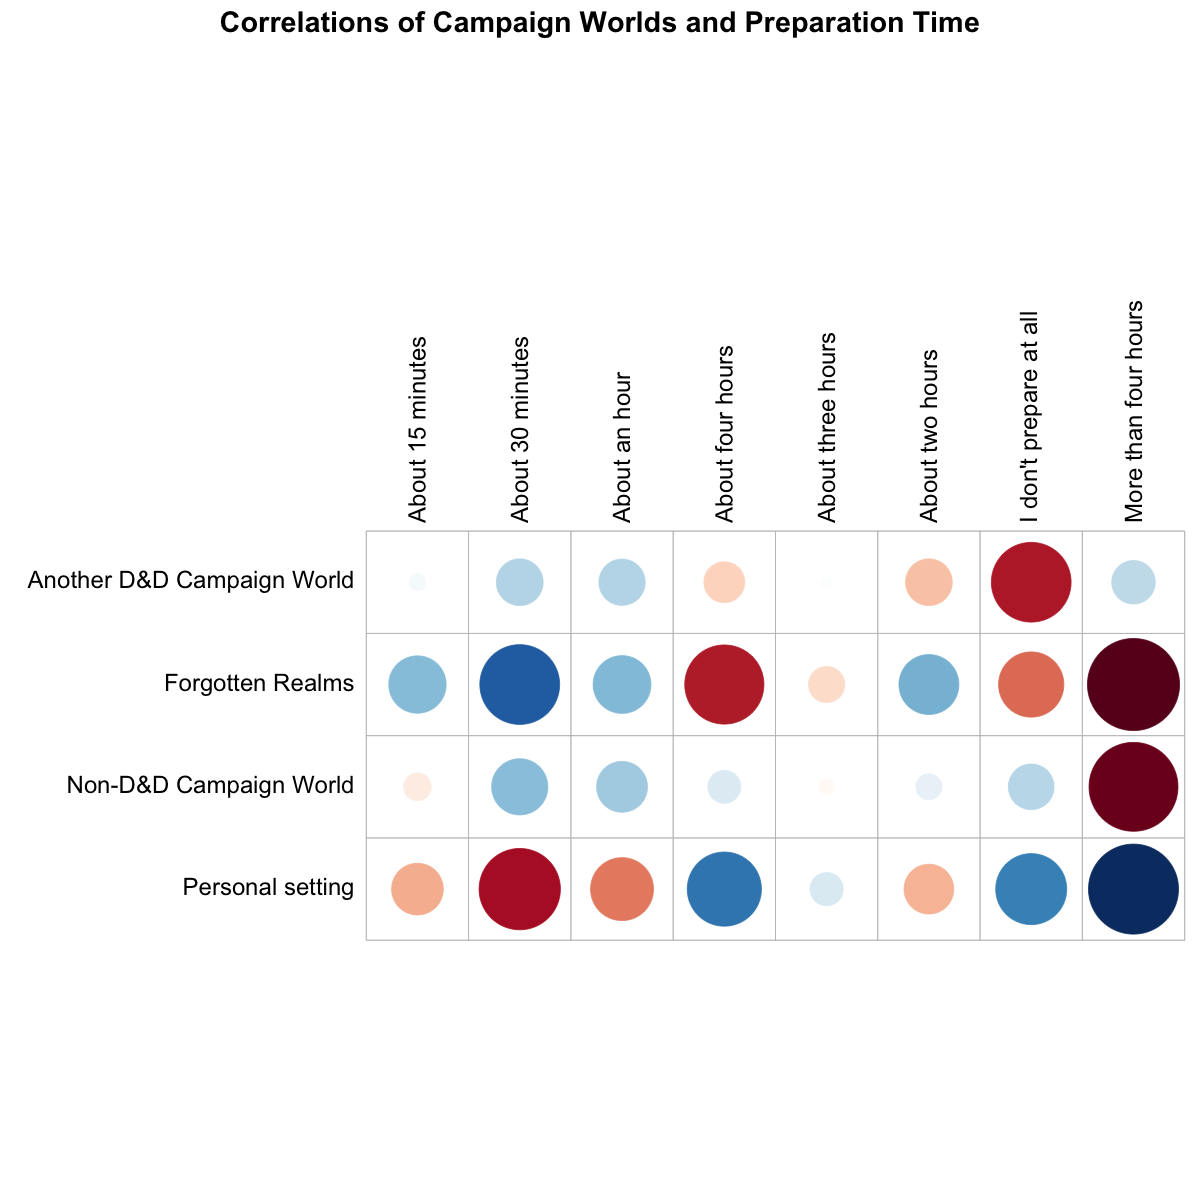 Correlations of Campaign Worlds and Preparation Time
About 15 minutes
About 30 minutes
About an hour
About four hours
About three hours
About two hours
I don't prepare at all
More than four hours
Another D&D Campaign World
Forgotten Realms
Non-D&D Campaign World
Personal setting